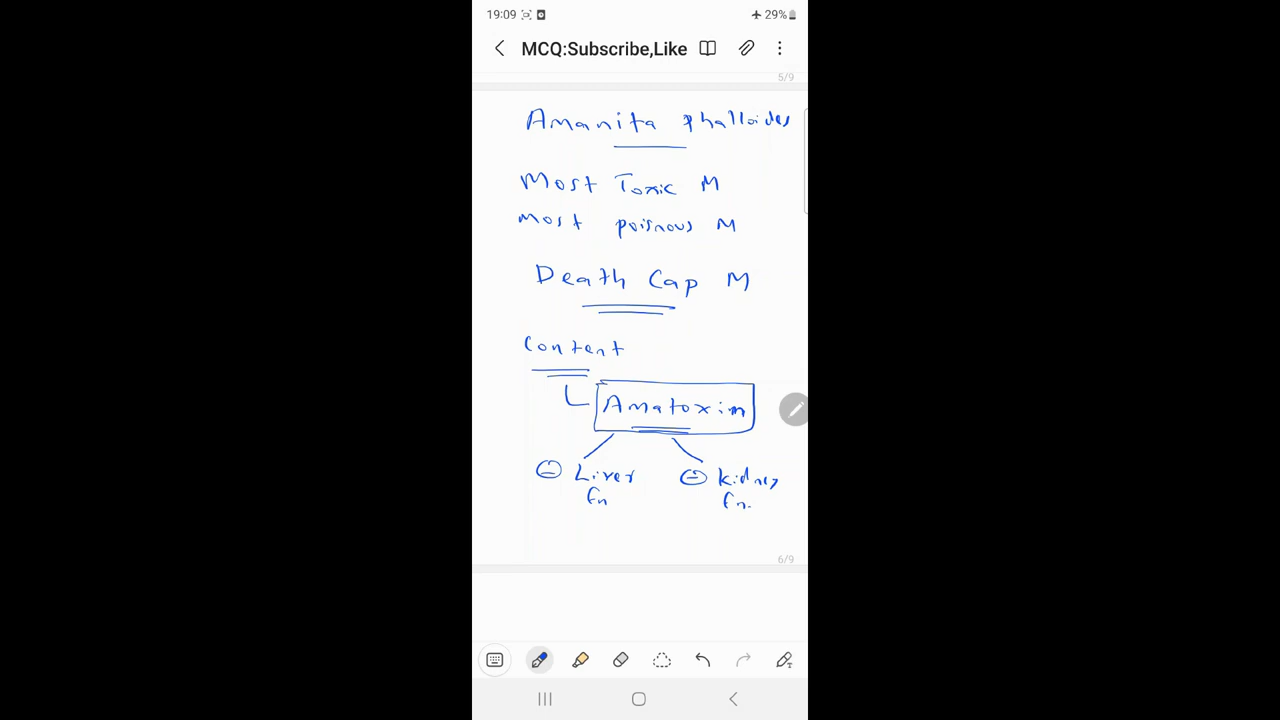 19:09 29%
MCQ:Subscribe,Like
5/9
Amanita phalloides
Most Toxic M
Most poisnous M
Death Cap M
Content
Amatoxin
Liver fn
Kidney fn.
6/9